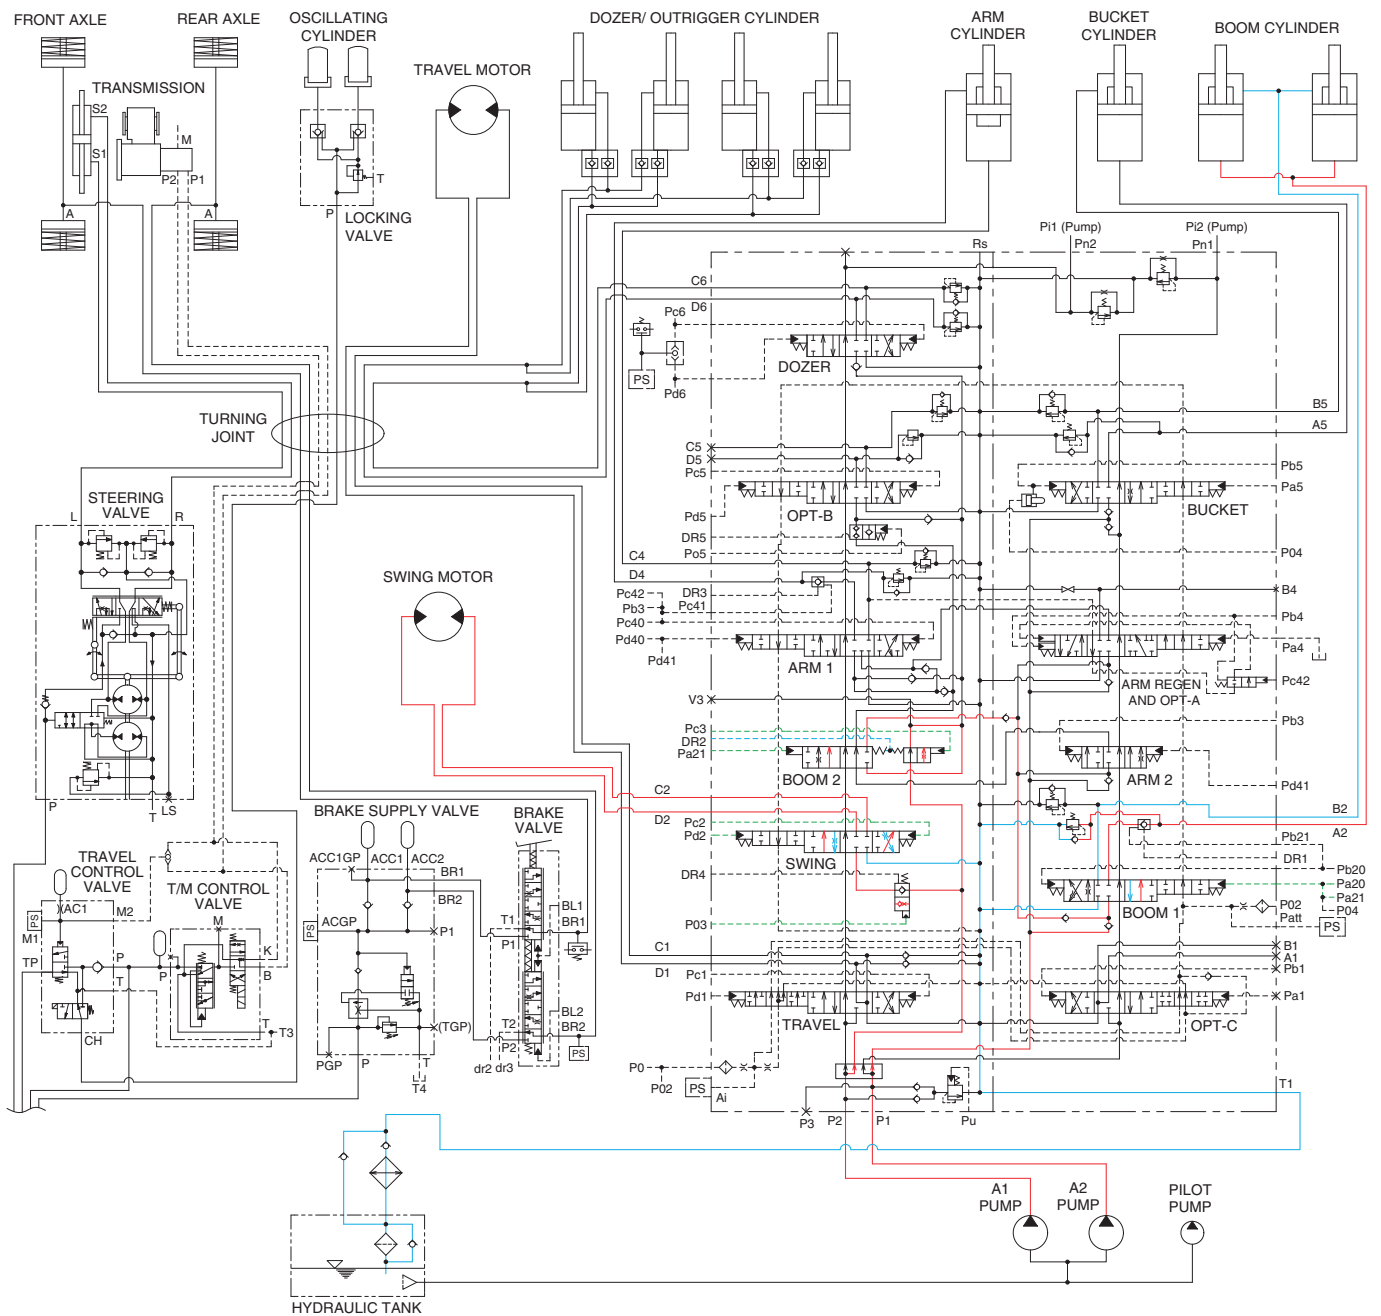 FRONT AXLE
REAR AXLE
OSCILLATING
CYLINDER
DOZER/ OUTRIGGER CYLINDER
ARM
CYLINDER
BUCKET
CYLINDER
BOOM CYLINDER
TRAVEL MOTOR
TRANSMISSION
S2
S1
M
P2
P1
T
P
A
A
LOCKING
VALVE
Rs
Pi1 (Pump)
Pn2
Pi2 (Pump)
Pn1
C6
D6
Pc6
PS
Pd6
DOZER
TURNING
JOINT
B5
A5
C5
D5
Pc5
Pd5
DR5
Po5
OPT-B
Pb5
Pa5
BUCKET
P04
STEERING
VALVE
L
R
P
T
LS
SWING MOTOR
C4
D4
Pc42
Pb3
Pc40
Pd40
Pd41
DR3
Pc41
ARM 1
B4
Pb4
Pa4
Pc42
ARM REGEN
AND OPT-A
V3
Pc3
DR2
Pa21
BOOM 2
Pb3
ARM 2
Pd41
C2
D2
Pc2
Pd2
SWING
B2
A2
Pb21
DR1
Pb20
Pa20
Pa21
P04
P02
Patt
PS
BOOM 1
DR4
P03
C1
D1
Pc1
Pd1
TRAVEL
B1
A1
Pb1
Pa1
OPT-C
BRAKE SUPPLY VALVE
ACC1GP
ACC1
ACC2
BR1
BR2
PS
ACGP
P1
(TGP)
PGP
P
T
T4
BRAKE
VALVE
T1
P1
BL1
BR1
T2
P2
BL2
BR2
dr2
dr3
PS
TRAVEL
CONTROL
VALVE
PS
AC1
M2
M1
TP
P
T
CH
T/M CONTROL
VALVE
M
P
P
K
B
T
T3
P0
P02
PS
Ai
P3
P2
P1
Pu
T1
A1
PUMP
A2
PUMP
PILOT
PUMP
HYDRAULIC TANK